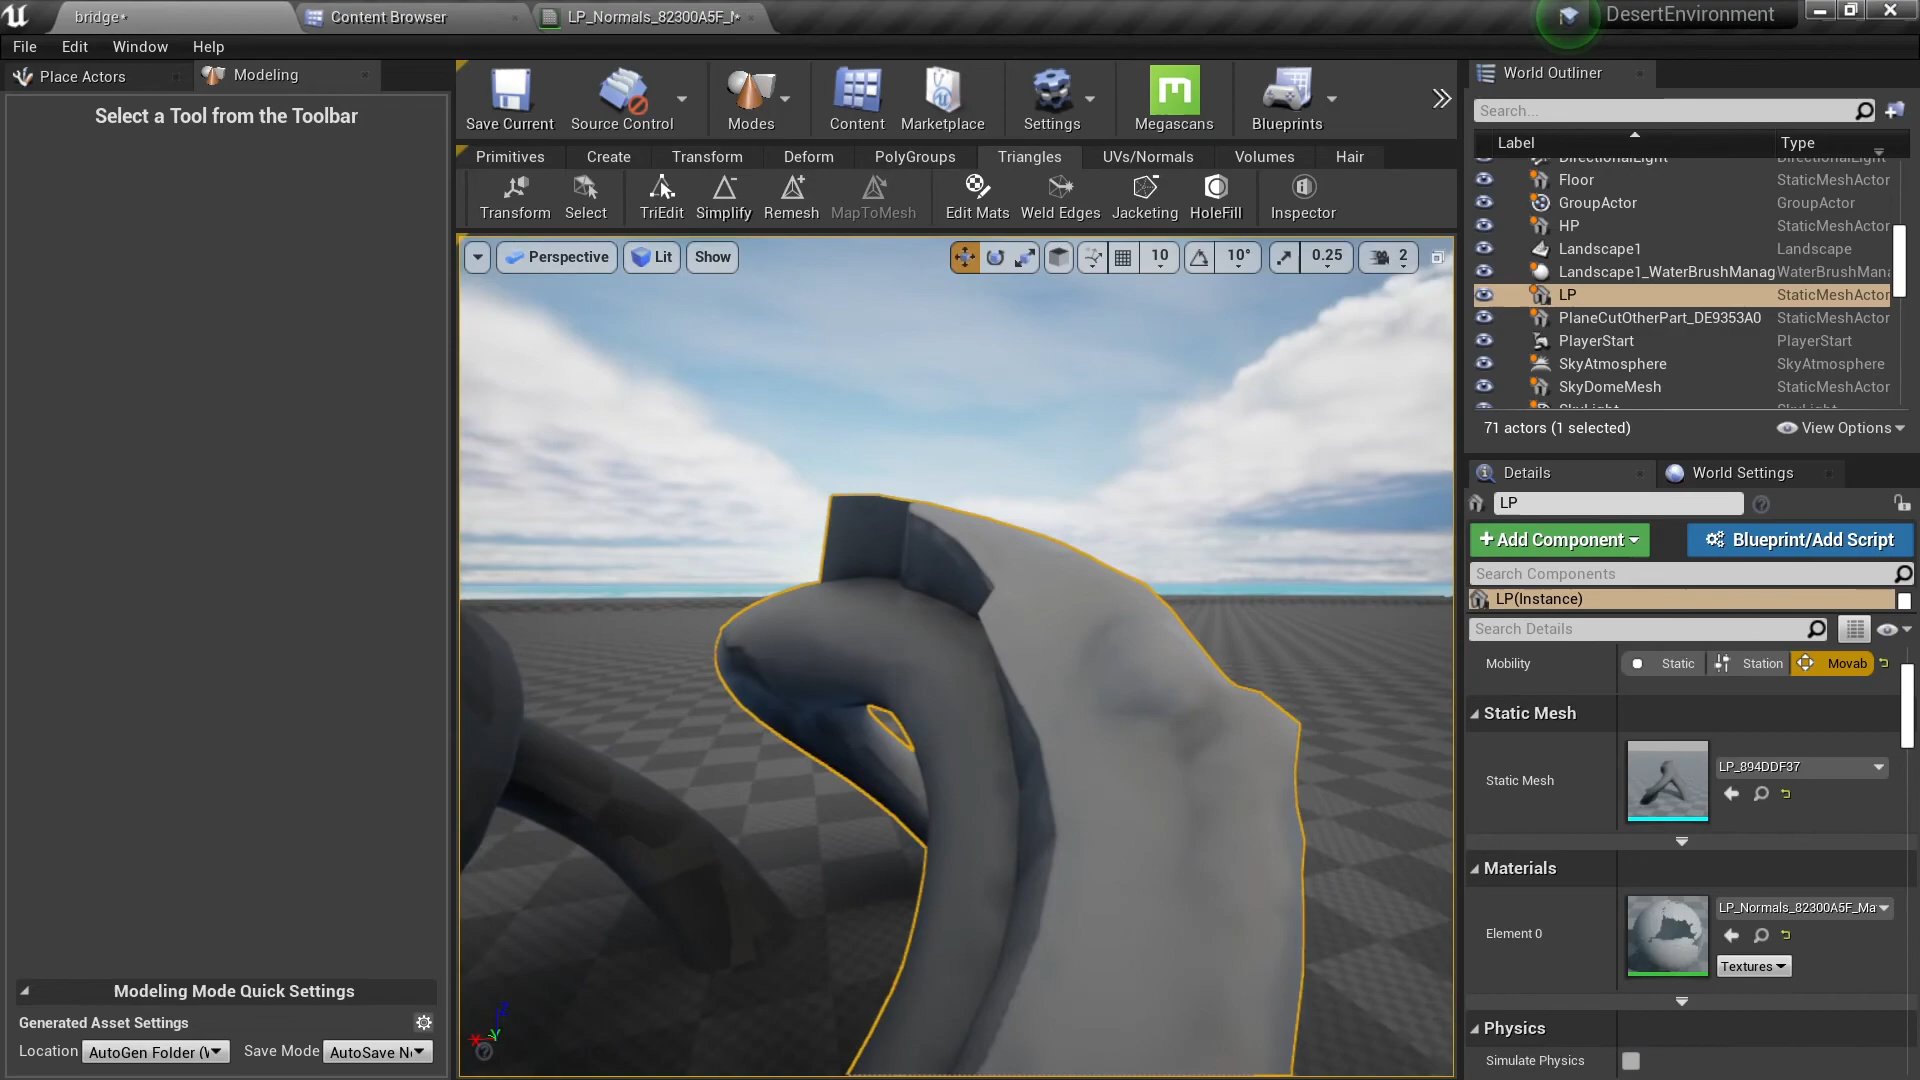 bridge*
Content Browser
LP_Normals_82300A5F_
DesertEnvironment
File
Edit
Window
Help
Place Actors
Modeling
Select a Tool from the Toolbar
Save Current
Source Control
Modes
Content
Marketplace
Settings
Megascans
Blueprints
Primitives
Create
Transform
Deform
PolyGroups
Triangles
UVs/Normals
Volumes
Hair
Transform
Select
TriEdit
Simplify
Remesh
MapToMesh
Edit Mats
Weld Edges
Jacketing
HoleFill
Inspector
Perspective
Lit
Show
10
10°
0.25
2
World Outliner
Search...
Label
Type
DirectionalLight DirectionalLight
Floor StaticMeshActor
GroupActor GroupActor
HP StaticMeshActor
Landscape1 Landscape
Landscape1_WaterBrushManag WaterBrushMana
LP StaticMeshActor
PlaneCutOtherPart_DE9353A0 StaticMeshActor
PlayerStart PlayerStart
SkyAtmosphere SkyAtmosphere
SkyDomeMesh StaticMeshActor
SkyLight SkyLight
71 actors (1 selected)
View Options
Details
World Settings
LP
+Add Component
Blueprint/Add Script
Search Components
LP(Instance)
Search Details
Mobility
Static
Station
Movab
Static Mesh
Static Mesh
LP_894DDF37
Materials
Element 0
LP_Normals_82300A5F_Ma
Textures
Physics
Simulate Physics
Modeling Mode Quick Settings
Generated Asset Settings
Location
AutoGen Folder (
Save Mode
AutoSave N